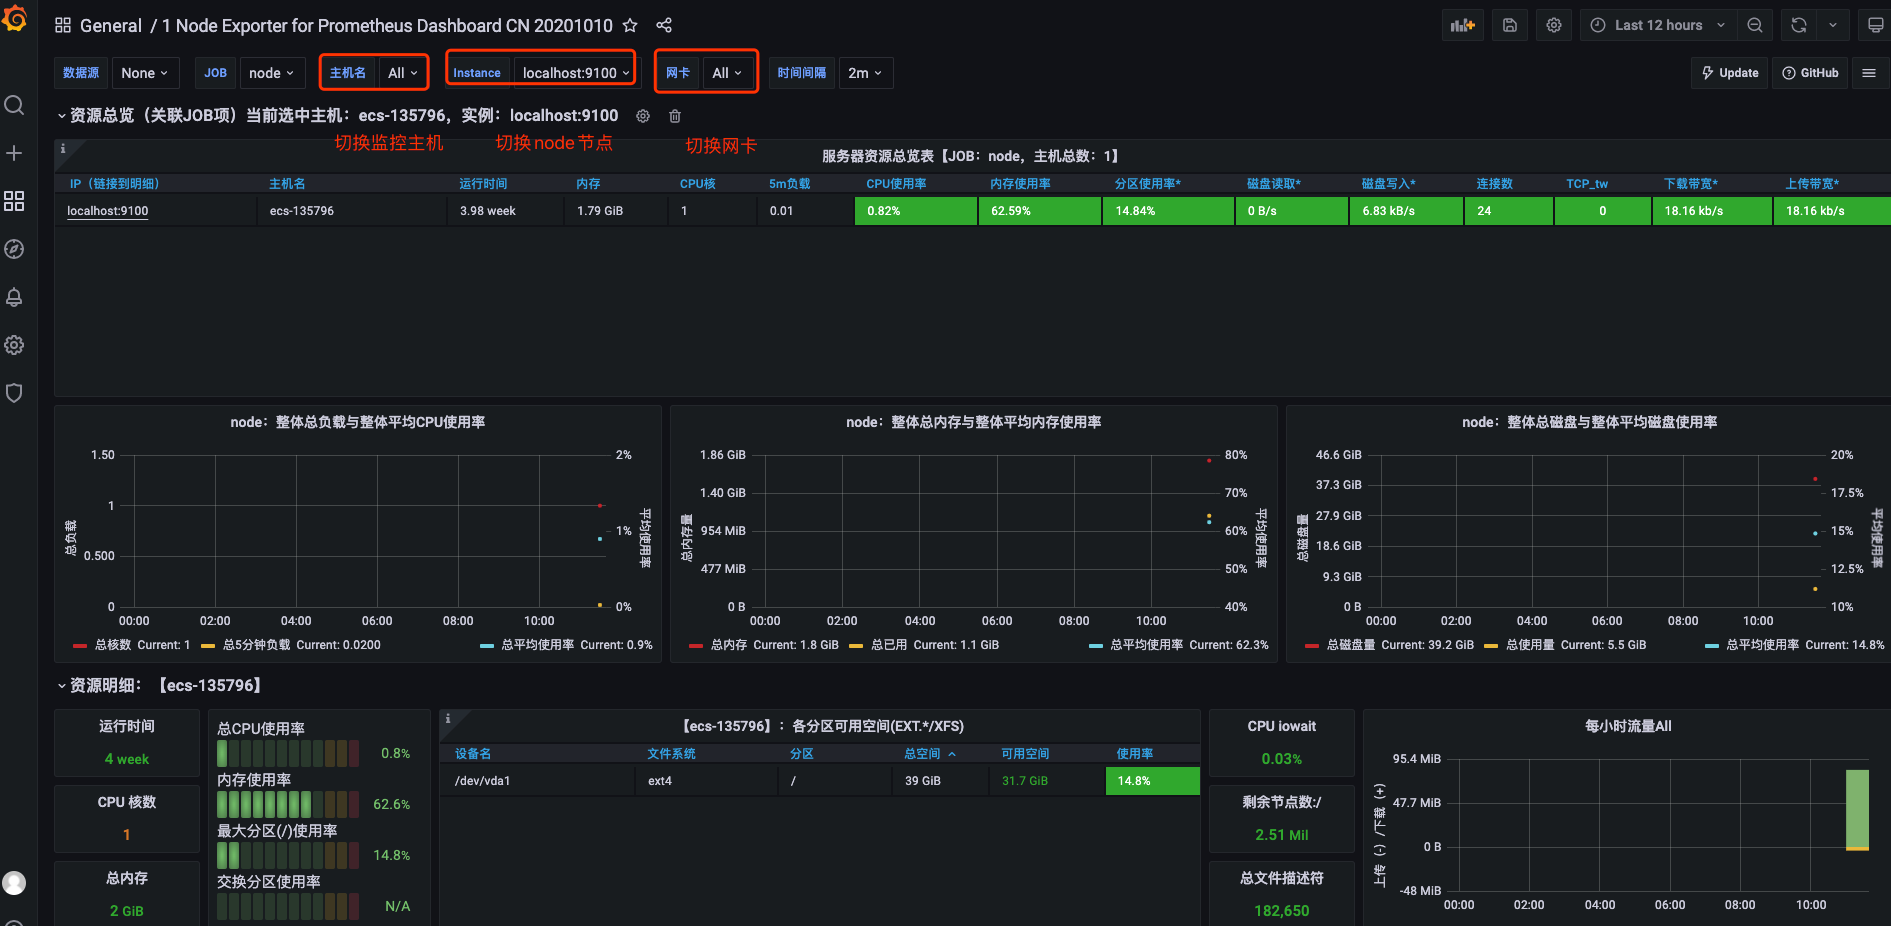 General / 1 Node Exporter for Prometheus Dashboard CN 20201010
Last 12 hours
数据源 None JOB node 主机名 All Instance localhost:9100 网卡 All 时间间隔 2m Update GitHub
资源总览（关联JOB项）当前选中主机：ecs-135796，实例：localhost:9100
切换监控主机 切换node节点 切换网卡
服务器资源总览表【JOB：node，主机总数：1】
IP（链接到明细） 主机名 运行时间 内存 CPU核 5m负载 CPU使用率 内存使用率 分区使用率* 磁盘读取* 磁盘写入* 连接数 TCP_tw 下载带宽* 上传带宽*
localhost:9100 ecs-135796 3.98 week 1.79 GiB 1 0.01 0.82% 62.59% 14.84% 0 B/s 6.83 kB/s 24 0 18.16 kb/s 18.16 kb/s
node：整体总负载与整体平均CPU使用率
1.50
1
0.500
0
2%
1%
0%
总负载
平均使用率
00:00 02:00 04:00 06:00 08:00 10:00
总核数 Current: 1 总5分钟负载 Current: 0.0200 总平均使用率 Current: 0.9%
node：整体总内存与整体平均内存使用率
1.86 GiB
1.40 GiB
954 MiB
477 MiB
0 B
80%
70%
60%
50%
40%
总内存量
平均使用率
00:00 02:00 04:00 06:00 08:00 10:00
总内存 Current: 1.8 GiB 总已用 Current: 1.1 GiB 总平均使用率 Current: 62.3%
node：整体总磁盘与整体平均磁盘使用率
46.6 GiB
37.3 GiB
27.9 GiB
18.6 GiB
9.3 GiB
0 B
20%
17.5%
15%
12.5%
10%
总磁盘量
平均使用率
00:00 02:00 04:00 06:00 08:00 10:00
总磁盘量 Current: 39.2 GiB 总使用量 Current: 5.5 GiB 总平均使用率 Current: 14.8%
资源明细：【ecs-135796】
运行时间
4 week
CPU 核数
1
总内存
2 GiB
总CPU使用率
0.8%
内存使用率
62.6%
最大分区(/)使用率
14.8%
交换分区使用率
N/A
【ecs-135796】：各分区可用空间(EXT.*/XFS)
设备名 文件系统 分区 总空间 可用空间 使用率
/dev/vda1 ext4 / 39 GiB 31.7 GiB 14.8%
CPU iowait
0.03%
剩余节点数:/
2.51 Mil
总文件描述符
182,650
每小时流量All
95.4 MiB
47.7 MiB
0 B
-48 MiB
上传（-）/下载（+）
00:00 02:00 04:00 06:00 08:00 10:00